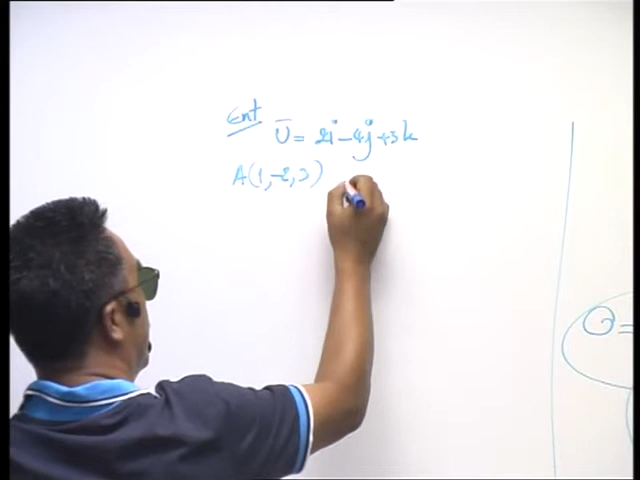 Ent
U̅ = 2i - 4j + 3k
A(1, -2, 3)